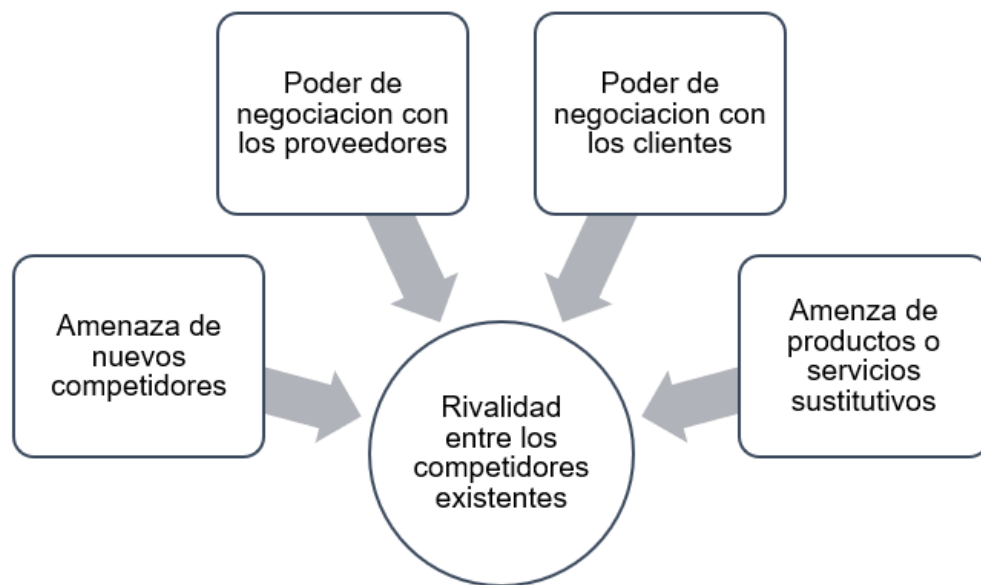 Poder de
negociacion con
los proveedores
Poder de
negociacion con
los clientes
Amenaza de
nuevos
competidores
Amenza de
productos o
servicios
sustitutivos
Rivalidad
entre los
competidores
existentes